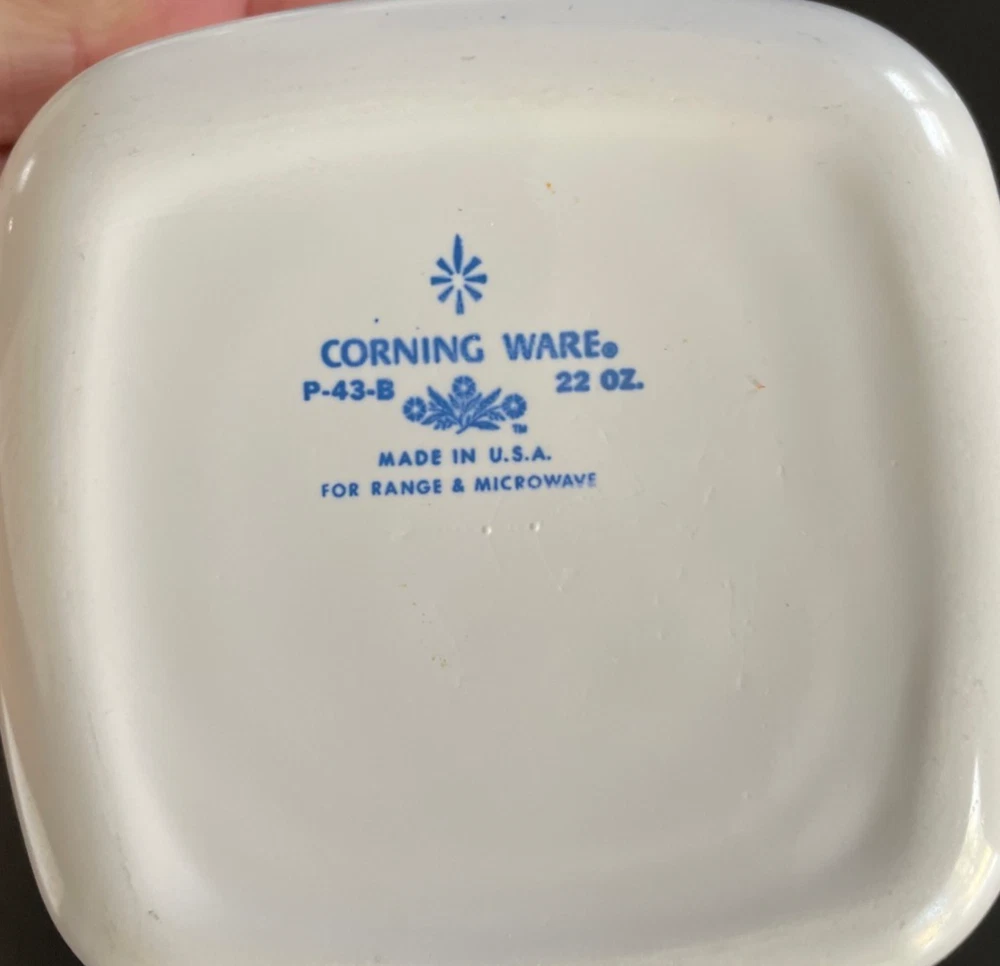 CORNING WARE®
P-43-B 22 OZ.
TM
MADE IN U.S.A.
FOR RANGE & MICROWAVE